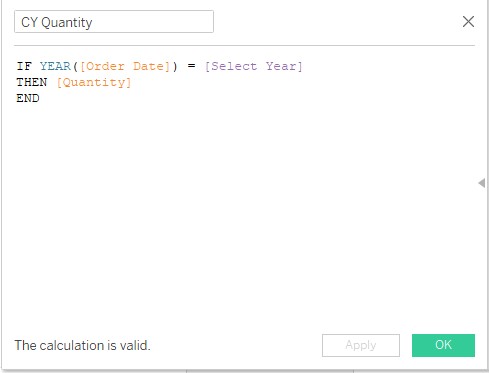 CY Quantity
IF YEAR([Order Date]) = [Select Year]
THEN [Quantity]
END
The calculation is valid.
Apply
OK